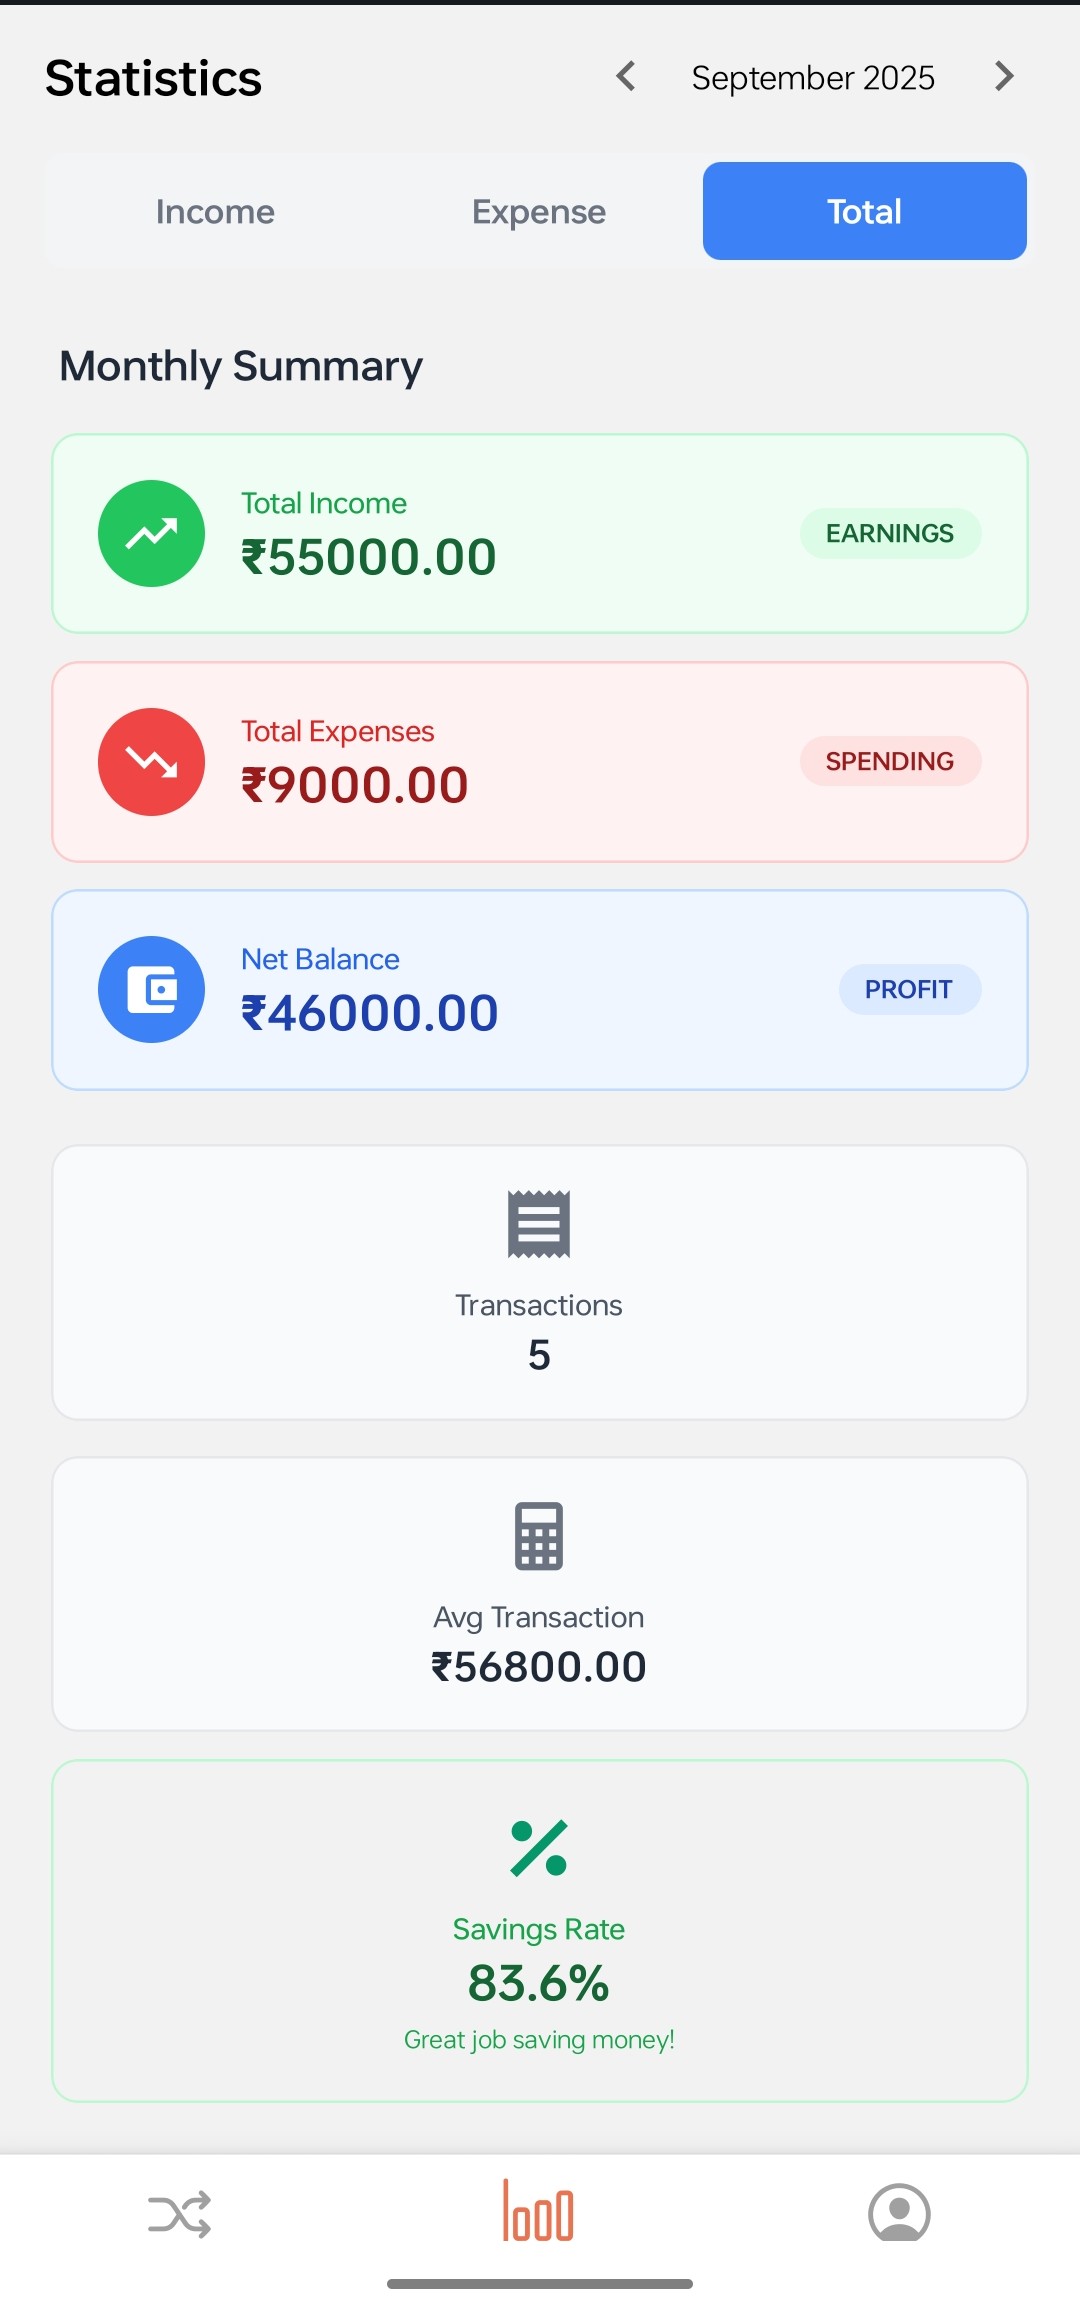 Statistics
September 2025
Income
Expense
Total
Monthly Summary
Total Income
₹55000.00
EARNINGS
Total Expenses
₹9000.00
SPENDING
Net Balance
₹46000.00
PROFIT
Transactions
5
Avg Transaction
₹56800.00
Savings Rate
83.6%
Great job saving money!